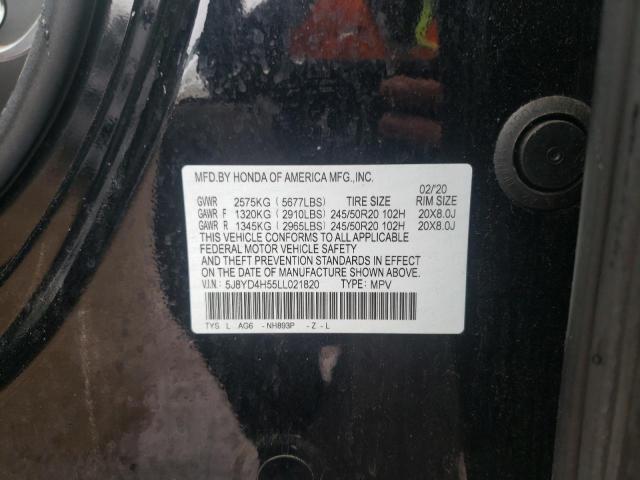 MFD.BY HONDA OF AMERICA MFG.,INC.
02/'20
GVWR 2575KG (5677LBS) TIRE SIZE RIM SIZE
GAWR F 1320KG (2910LBS) 245/50R20 102H 20X8.0J
GAWR R 1345KG (2965LBS) 245/50R20 102H 20X8.0J
THIS VEHICLE CONFORMS TO ALL APPLICABLE
FEDERAL MOTOR VEHICLE SAFETY
AND THEFT PREVENTION STANDARDS IN EFFECT
ON THE DATE OF MANUFACTURE SHOWN ABOVE.
V.I.N: 5J8YD4H55LL021820 TYPE: MPV
TYS L AG6 -NH893P -Z-L